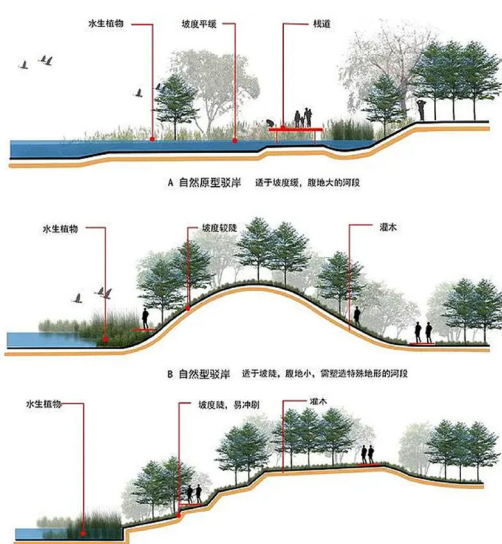 水生植物 坡度平缓 栈道
A 自然原型驳岸 适于坡度缓，腹地大的河段
水生植物 坡度较陡 灌木
B 自然型驳岸 适于坡陡，腹地小，需塑造特殊地形的河段
水生植物 坡度陡，易冲刷 灌木